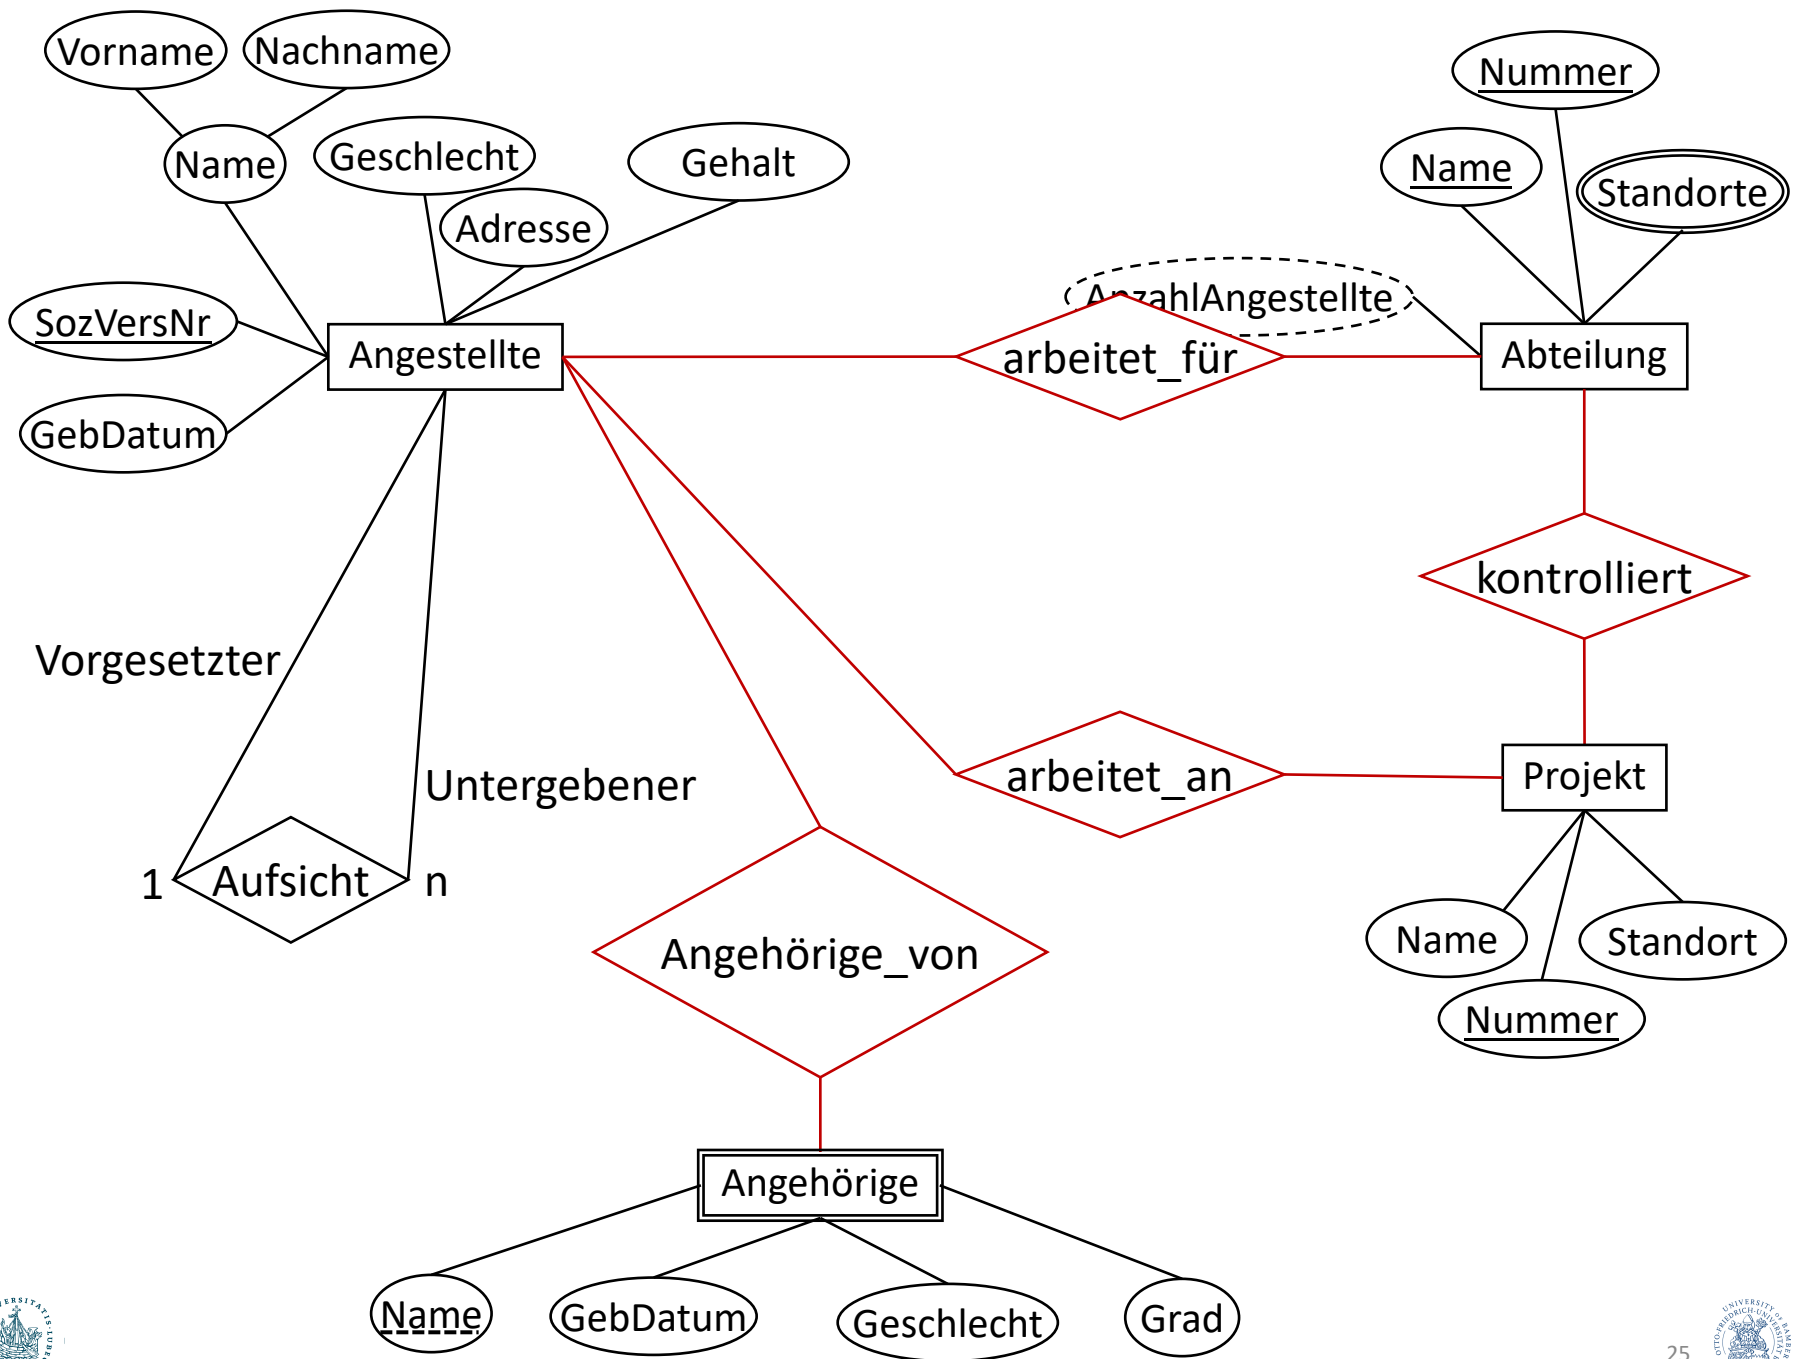 Vorname
Nachname
Nummer
Name
Geschlecht
Gehalt
Name
Standorte
Adresse
AnzahlAngestellte
SozVersNr
Angestellte
arbeitet_für
Abteilung
GebDatum
kontrolliert
Vorgesetzter
Untergebener
arbeitet_an
Projekt
1
Aufsicht
n
Angehörige_von
Name
Standort
Nummer
Angehörige
Name
GebDatum
Geschlecht
Grad
25